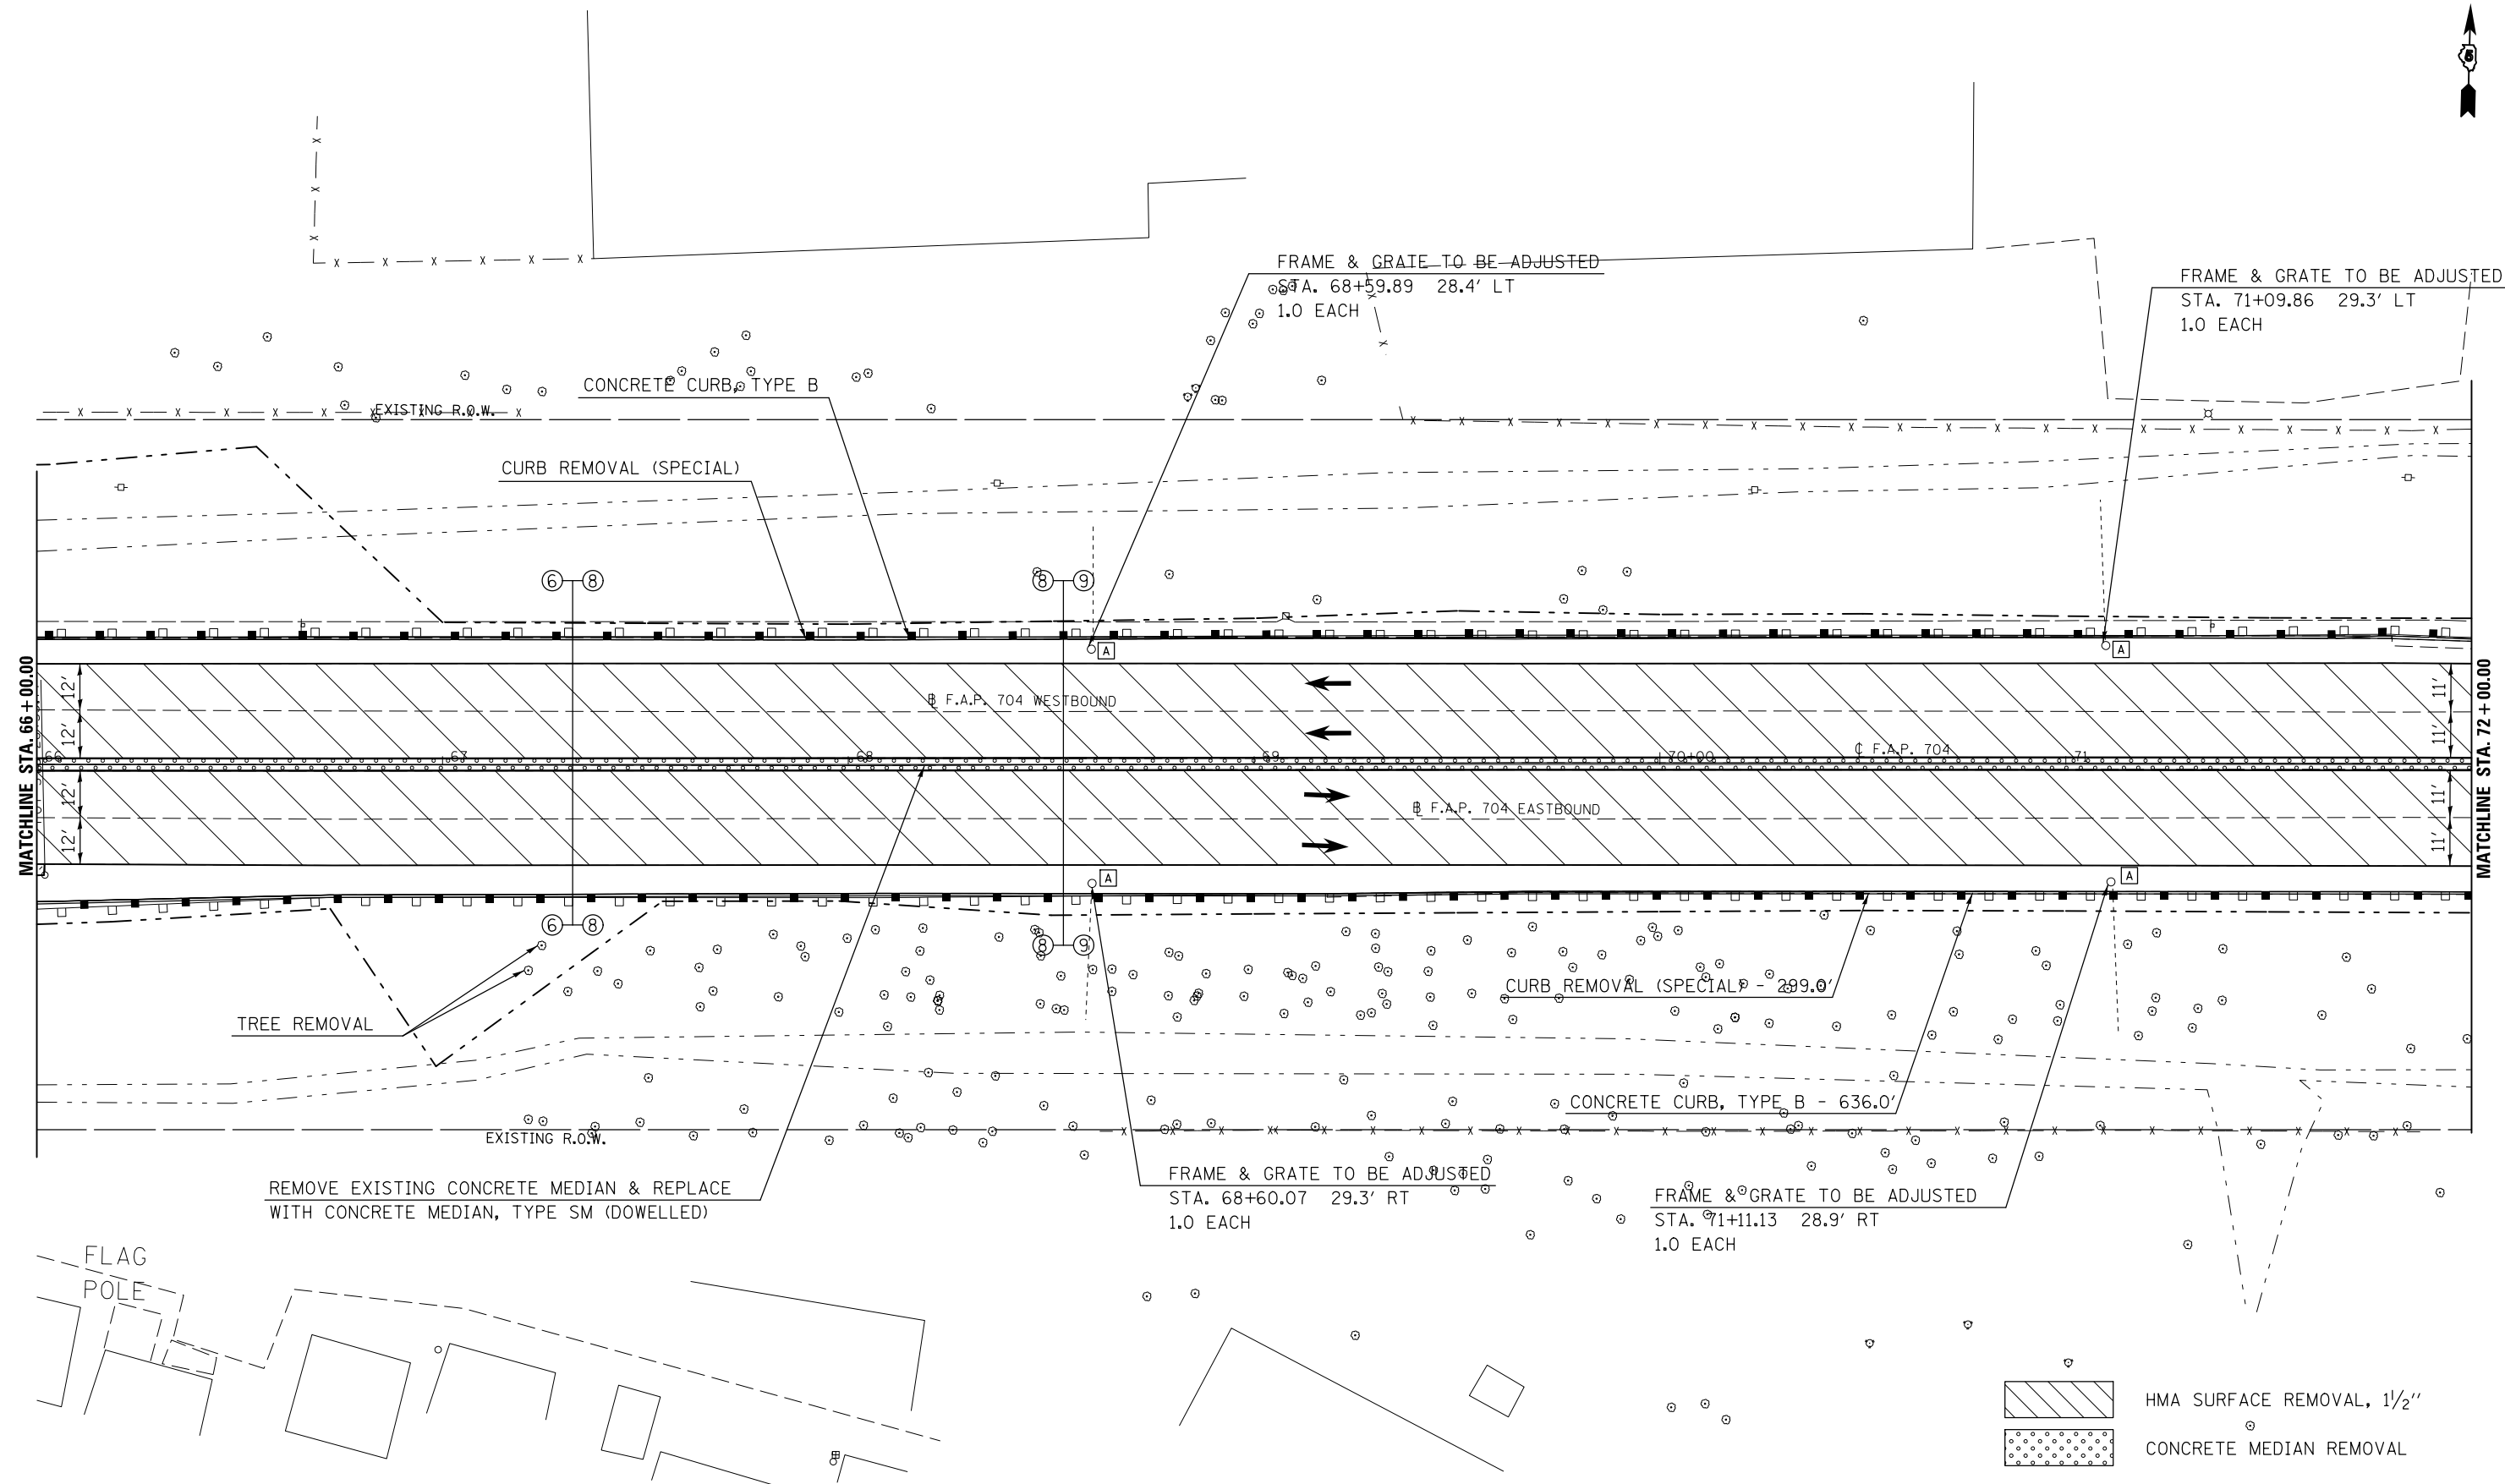 FRAME & GRATE TO BE ADJUSTED
STA. 68+59.89 28.4' LT
1.0 EACH
FRAME & GRATE TO BE ADJUSTED
STA. 71+09.86 29.3' LT
1.0 EACH
CONCRETE CURB, TYPE B
EXISTING R.O.W.
CURB REMOVAL (SPECIAL)
6 8
8 9
A
A
MATCHLINE STA. 66+00.00
12'
12'
12'
12'
℄ F.A.P. 704 WESTBOUND
66
67
68
69
70+00
℄ F.A.P. 704
71
℄ F.A.P. 704 EASTBOUND
11'
11'
11'
11'
MATCHLINE STA. 72+00.00
A
A
6 8
8 9
TREE REMOVAL
CURB REMOVAL (SPECIAL) - 299.0'
CONCRETE CURB, TYPE B - 636.0'
EXISTING R.O.W.
REMOVE EXISTING CONCRETE MEDIAN & REPLACE
WITH CONCRETE MEDIAN, TYPE SM (DOWELLED)
FRAME & GRATE TO BE ADJUSTED
STA. 68+60.07 29.3' RT
1.0 EACH
FRAME & GRATE TO BE ADJUSTED
STA. 71+11.13 28.9' RT
1.0 EACH
FLAG
POLE
HMA SURFACE REMOVAL, 1½"
CONCRETE MEDIAN REMOVAL